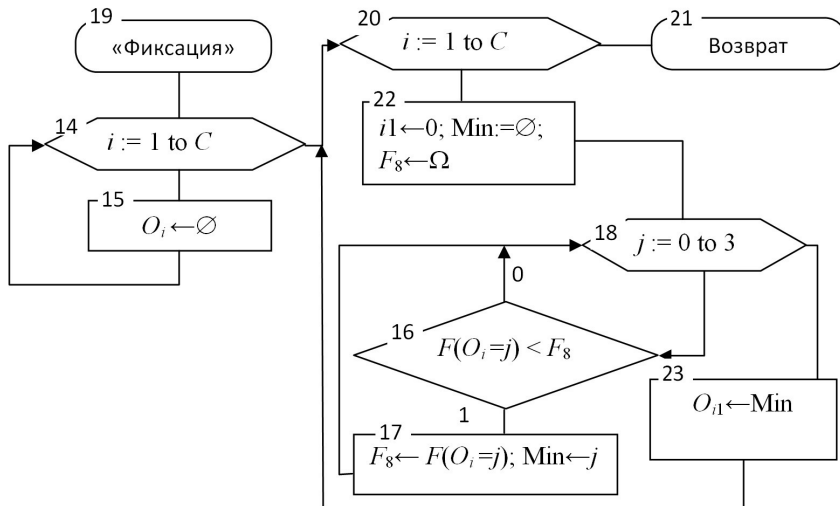 19
«Фиксация»
14
i := 1 to C
15
Oᵢ←∅
20
i := 1 to C
21
Возврат
22
i1←0; Min:=∅;
F₈←Ω
18
j := 0 to 3
0
16
F(Oᵢ=j) < F₈
1
17
F₈← F(Oᵢ=j); Min←j
23
Oᵢ₁←Min